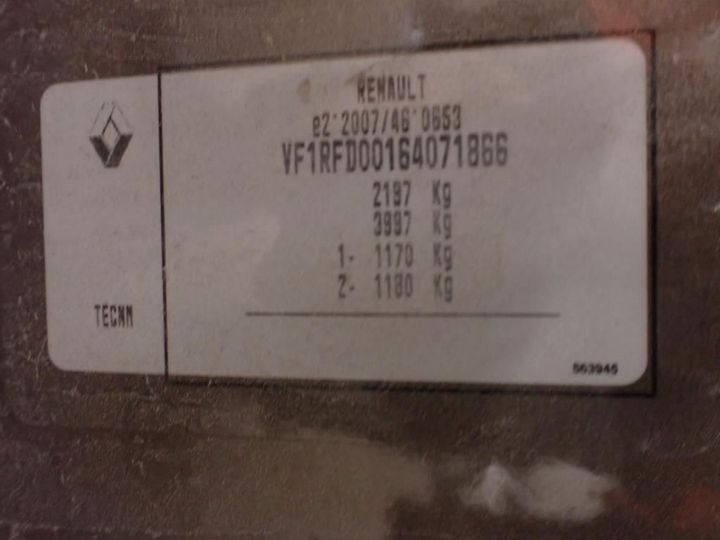 RENAULT
e2*2007/46*0653
VF1RFD00164071866
2197 Kg
3997 Kg
1- 1170 Kg
2- 1180 Kg
TECNM
563945